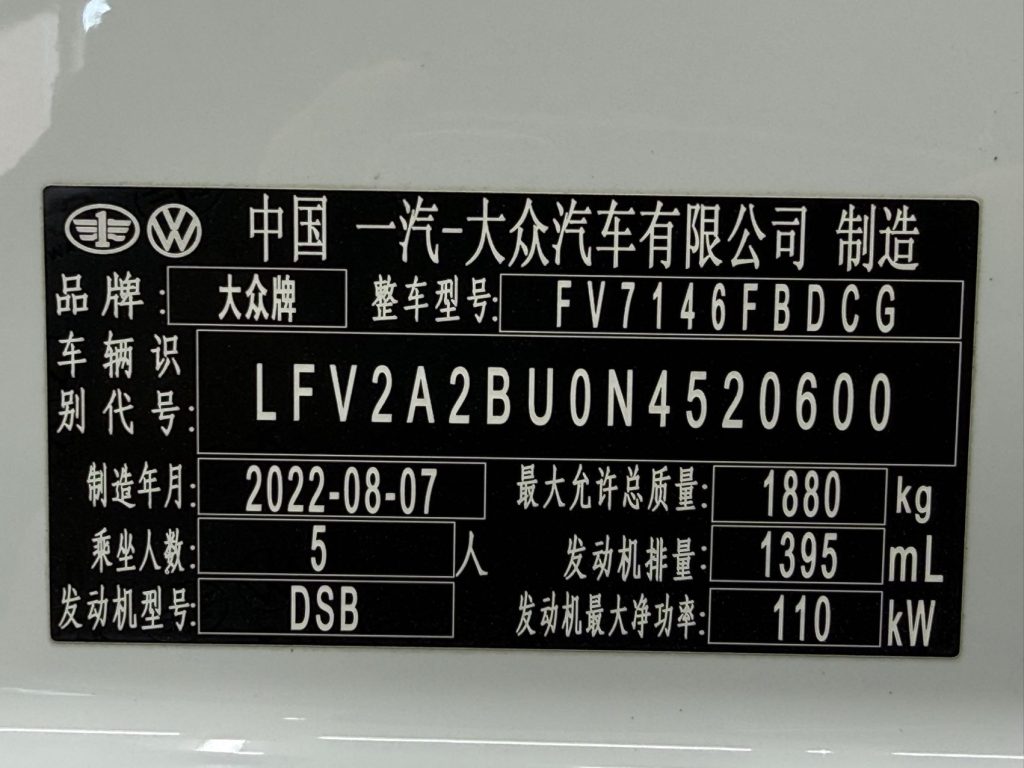 中国 一汽-大众汽车有限公司 制造
品牌: 大众牌 整车型号: FV7146FBDCG
车辆识别代号: LFV2A2BU0N4520600
制造年月: 2022-08-07 最大允许总质量: 1880 kg
乘坐人数: 5 人 发动机排量: 1395 mL
发动机型号: DSB 发动机最大净功率: 110 kW